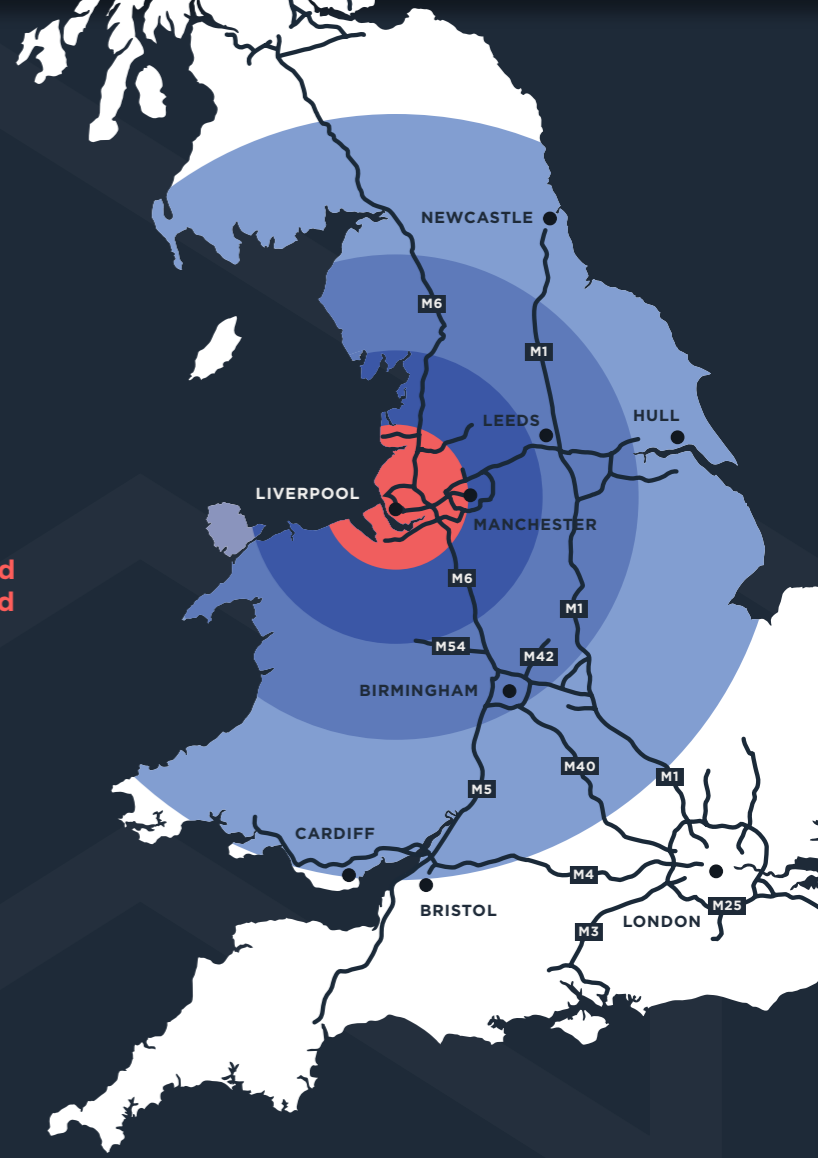 NEWCASTLE
M6
M1
LEEDS
HULL
LIVERPOOL
MANCHESTER
d
d
M6
M1
M54
M42
BIRMINGHAM
M40
M1
M5
CARDIFF
M4
M25
BRISTOL
LONDON
M3